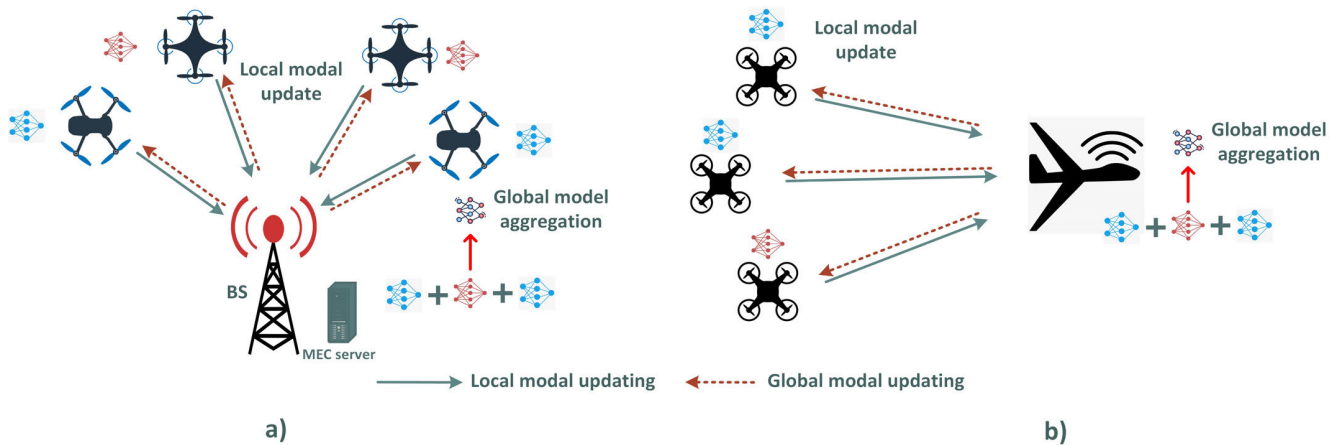 Local modal
update
Global model
aggregation
BS
MEC server
Local modal
update
Global model
aggregation
Local modal updating
Global modal updating
a)
b)